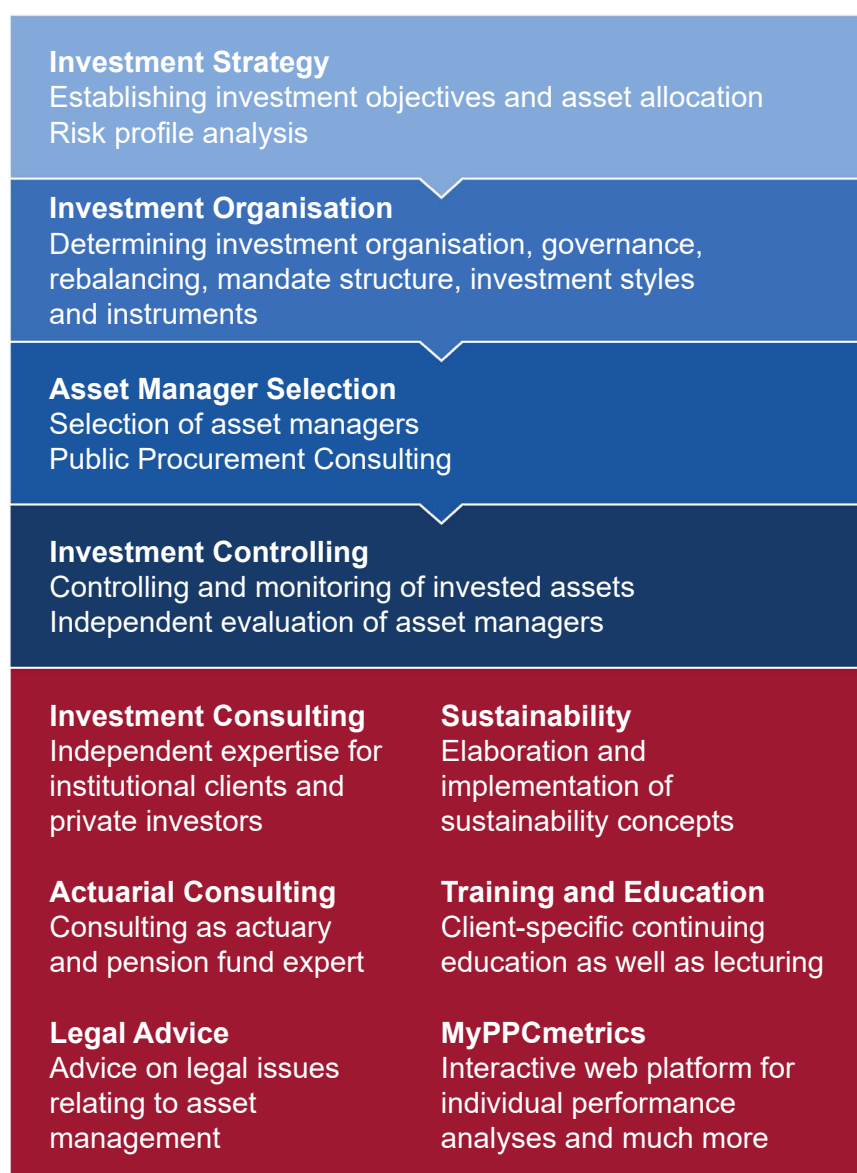 Investment Strategy
Establishing investment objectives and asset allocation
Risk profile analysis
Investment Organisation
Determining investment organisation, governance,
rebalancing, mandate structure, investment styles
and instruments
Asset Manager Selection
Selection of asset managers
Public Procurement Consulting
Investment Controlling
Controlling and monitoring of invested assets
Independent evaluation of asset managers
Investment Consulting
Independent expertise for
institutional clients and
private investors
Sustainability
Elaboration and
implementation of
sustainability concepts
Actuarial Consulting
Consulting as actuary
and pension fund expert
Training and Education
Client-specific continuing
education as well as lecturing
Legal Advice
Advice on legal issues
relating to asset
management
MyPPCmetrics
Interactive web platform for
individual performance
analyses and much more